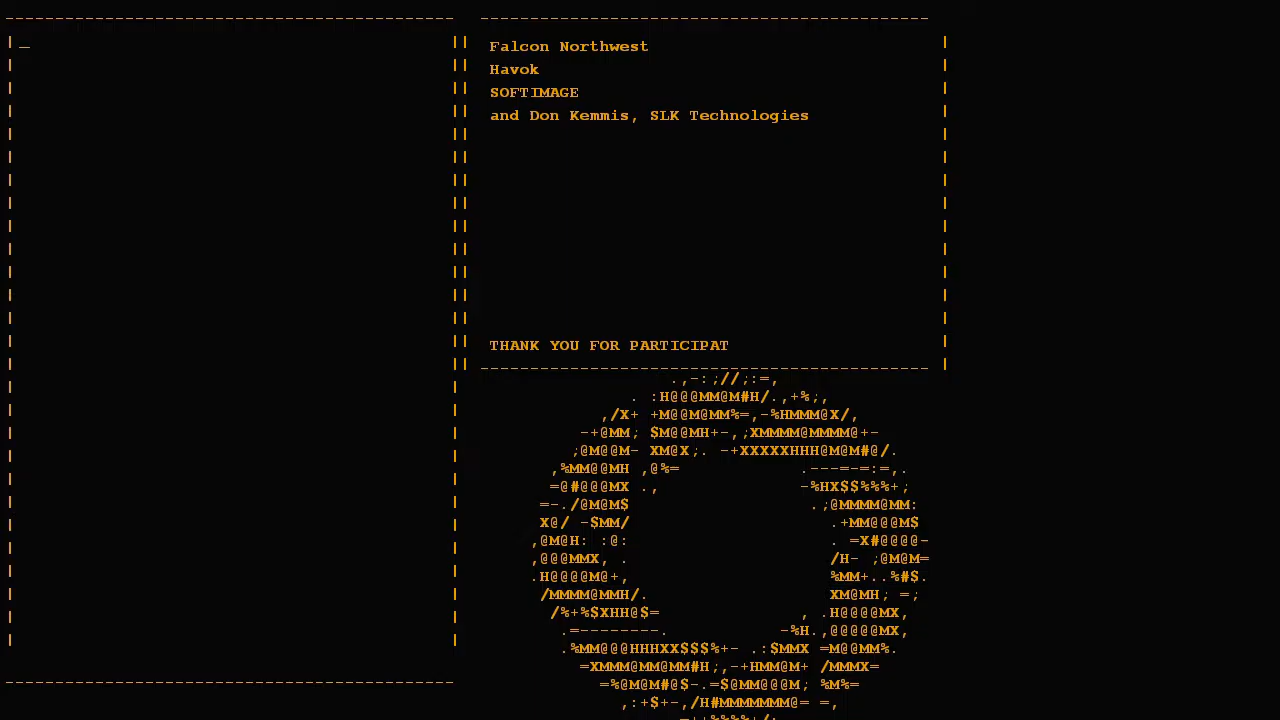 Falcon Northwest
Havok
SOFTIMAGE
and Don Kemmis, SLK Technologies
THANK YOU FOR PARTICIPAT